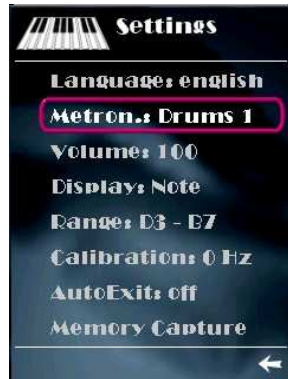 Settings
Language: english
Metron.: Drums 1
Volume: 100
Display: Note
Range: D3 - B7
Calibration: 0 Hz
AutoExit: off
Memory Capture